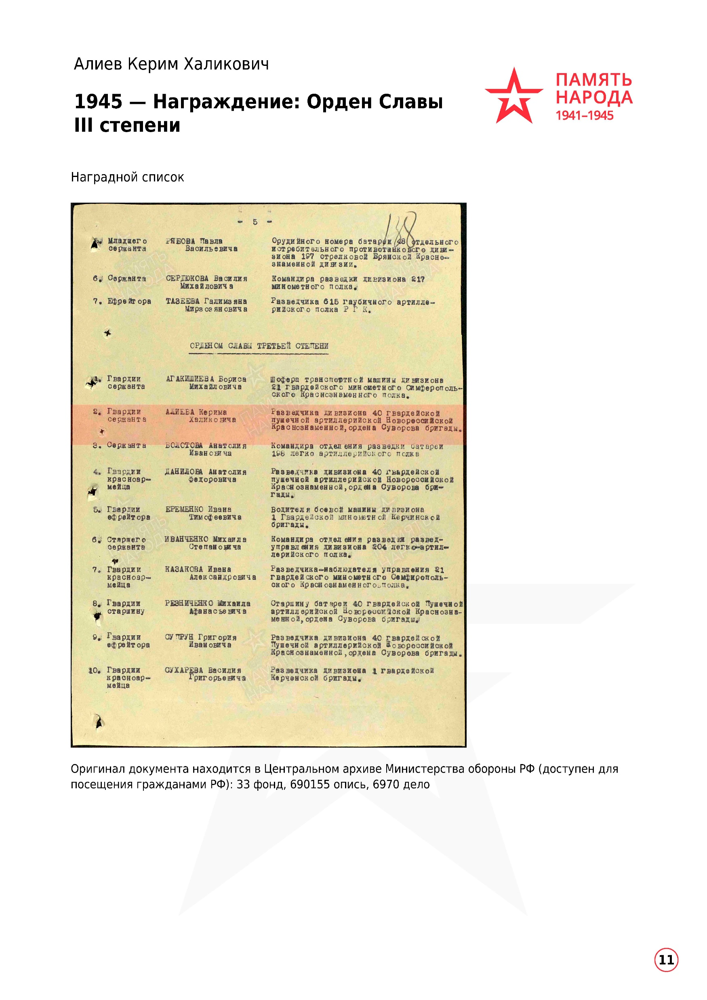 Алиев Керим Халикович
1945 — Награждение: Орден Славы
III степени
ПАМЯТЬ
НАРОДА
1941–1945
Наградной список
- 5 -
188
5. Младшего РЯБОВА Павла Орудийного номера батареи 48 отдельного
сержанта Васильевича истребительного противотанкового диви-
зиона 197 стрелковой Брянской Красно-
знаменной дивизии.
6. Сержанта СЕРДЮКОВА Василия Командира разведки дивизиона 217
Михайловича минометного полка.
7. Ефрейтора ТАЗЕЕВА Галимзяна Разведчика 615 гаубичного артилле-
Мирзозяновича рийского полка Р Г К.
ОРДЕНОМ СЛАВЫ ТРЕТЬЕЙ СТЕПЕНИ
1. Гвардии АГАКИШИЕВА Бориса Шофера транспортной машины дивизиона
сержанта Михайловича 21 гвардейского минометного Симферополь-
ского Краснознаменного полка.
2. Гвардии АЛИЕВА Керима Разведчика дивизиона 40 гвардейской
сержанта Халиковича пушечной артиллерийской Новороссийской
Краснознаменной,ордена Суворова бригады.
3. Сержанта БОЛОТОВА Анатолия Командира отделения разведки батареи
Ивановича 198 легко артиллерийского полка
4. Гвардии ДАНИЛОВА Анатолия Разведчика дивизиона 40 гвардейской
красноар- Федоровича пушечной артиллерийской Новороссийской
мейца Краснознаменной,ордена Суворова бри-
гады.
5. Гвардии ЕРЕМЕНКО Ивана Водителя боевой машины дивизиона
ефрейтора Тимофеевича 1 Гвардейской минометной Керчинской
бригады.
6. Старшего ИВАНЧЕНКО Михаила Командира отделения разведки развед-
сержанта Степановича управления дивизиона 204 легко-артил-
лерийского полка.
7. Гвардии КАЗАКОВА Ивана Разведчика-наблюдателя управления 21
красноар- Александровича гвардейского минометного Семфирополь-
мейца ского Краснознаменного полка.
8. Гвардии РЕЗНИЧЕНКО Михаила Старшину батареи 40 гвардейской Пушечной
старшину Афанасьевича артиллерийской Новороссийской Краснозна-
менной,ордена Суворова бригады.
9. Гвардии СУПРУН Григория Разведчика дивизиона 40 гвардейской
ефрейтора Ивановича Пушечной артиллерийской Новороссийской
Краснознаменной,ордена Суворова бригады.
10. Гвардии СУХАРЕВА Василия Разведчика дивизиона 1 гвардейской
красноар- Григорьевича Керченской бригады.
мейца
Оригинал документа находится в Центральном архиве Министерства обороны РФ (доступен для
посещения гражданами РФ): 33 фонд, 690155 опись, 6970 дело
11